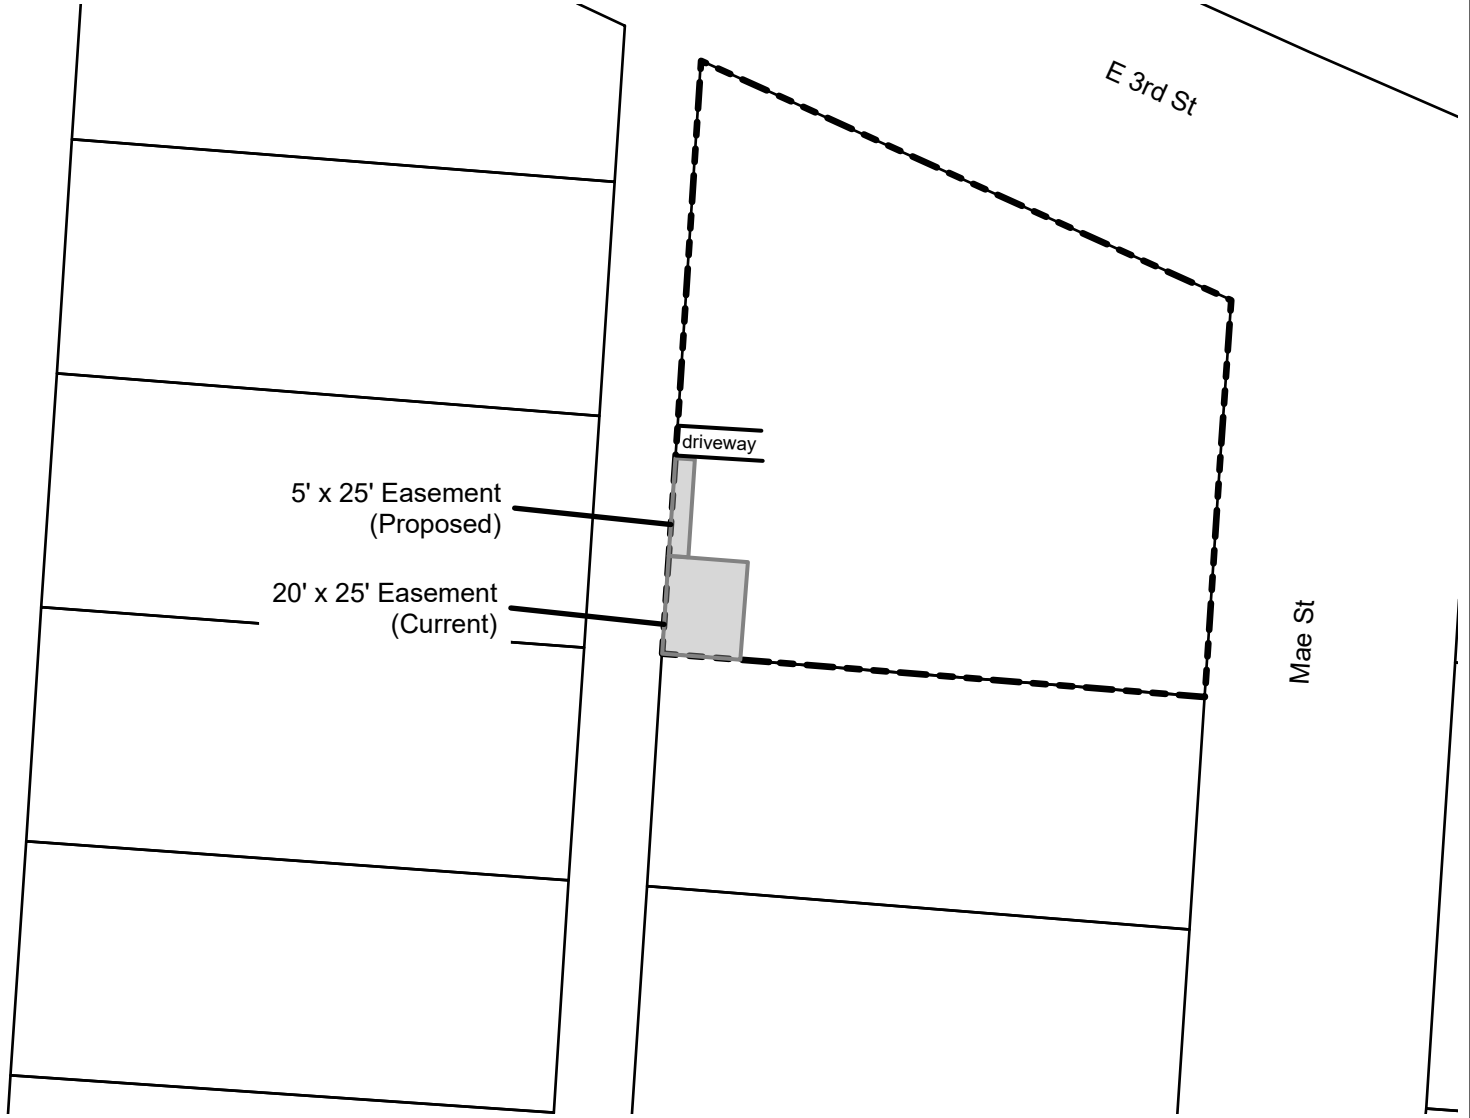 E 3rd St
driveway
5' x 25' Easement
(Proposed)
20' x 25' Easement
(Current)
Mae St